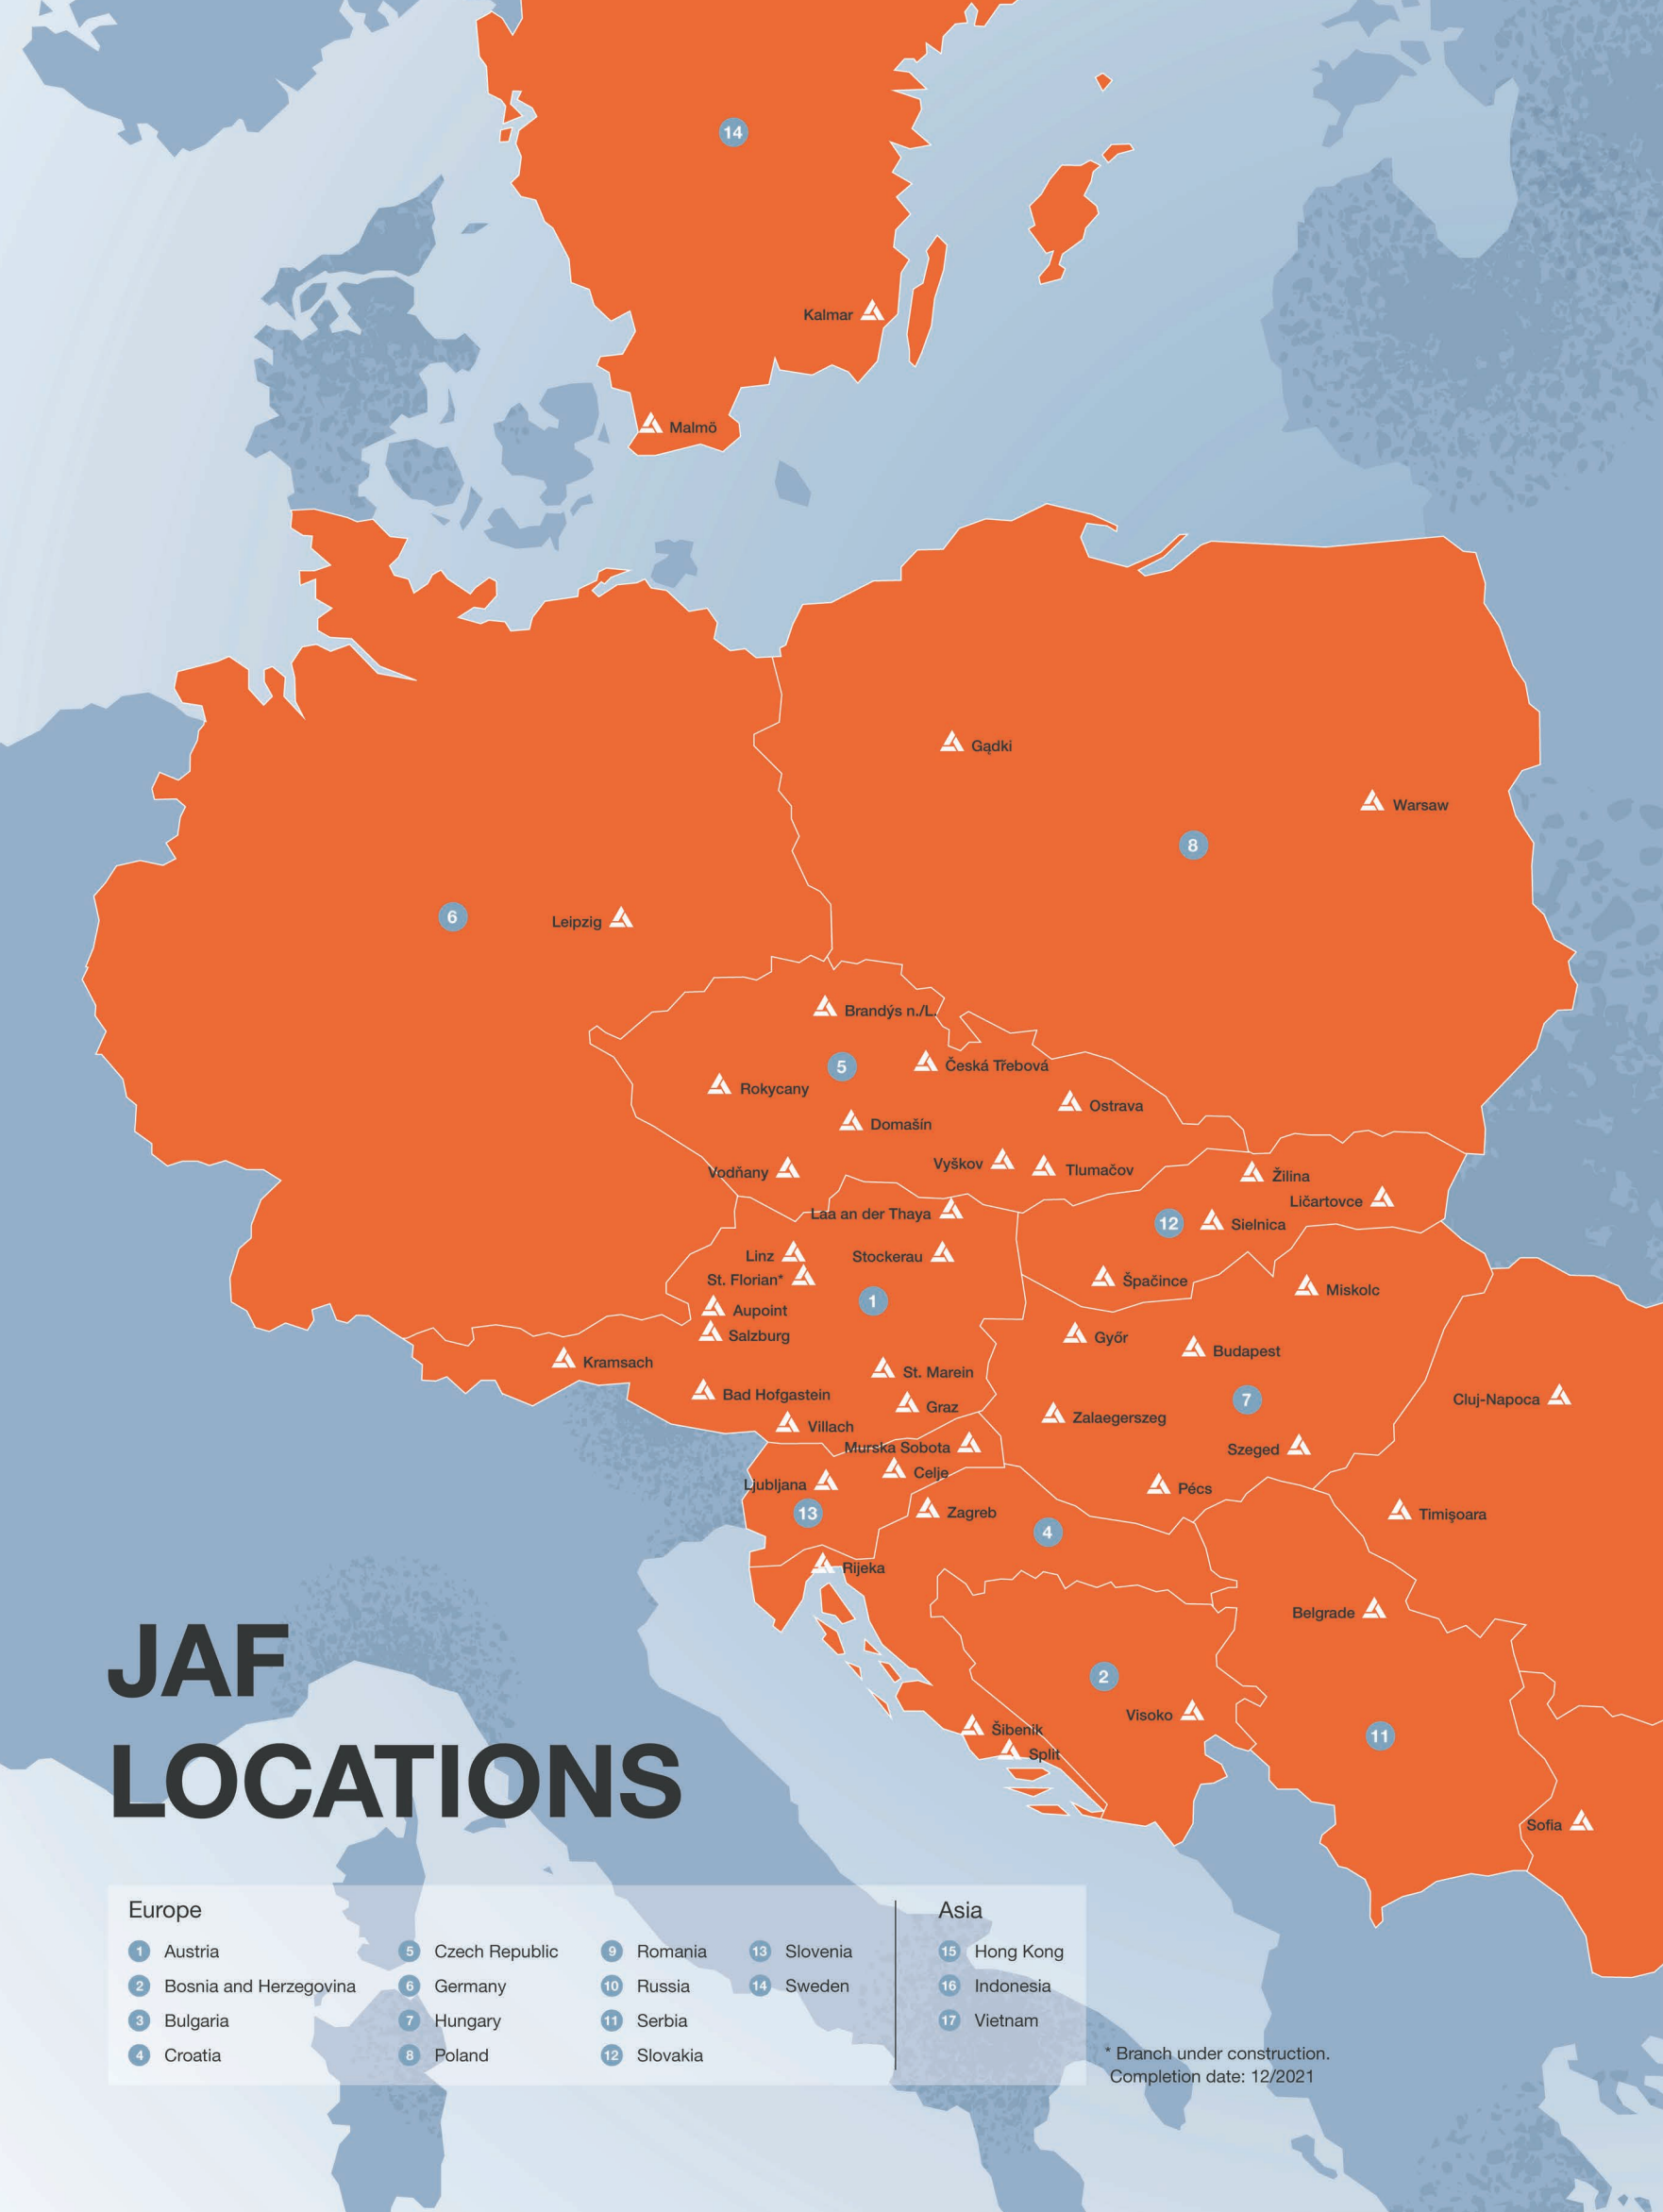 14
Kalmar
Malmö
Gądki
Warsaw
8
6
Leipzig
Brandýs n./L.
5
Česká Třebová
Rokycany
Ostrava
Domašín
Vyškov
Tlumačov
Vodňany
Žilina
Ličartovce
Laa an der Thaya
12
Sielnica
Linz
Stockerau
St. Florian*
Špačince
Miskolc
1
Aupoint
Salzburg
Győr
Budapest
Kramsach
St. Marein
Bad Hofgastein
Graz
7
Cluj-Napoca
Villach
Zalaegerszeg
Murska Sobota
Szeged
Celje
Ljubljana
Pécs
13
Zagreb
Timişoara
4
Rijeka
Belgrade
2
Visoko
Šibenik
11
Split
Sofia
JAF
LOCATIONS
Europe
1 Austria
2 Bosnia and Herzegovina
3 Bulgaria
4 Croatia
5 Czech Republic
6 Germany
7 Hungary
8 Poland
9 Romania
10 Russia
11 Serbia
12 Slovakia
13 Slovenia
14 Sweden
Asia
15 Hong Kong
16 Indonesia
17 Vietnam
* Branch under construction.
Completion date: 12/2021